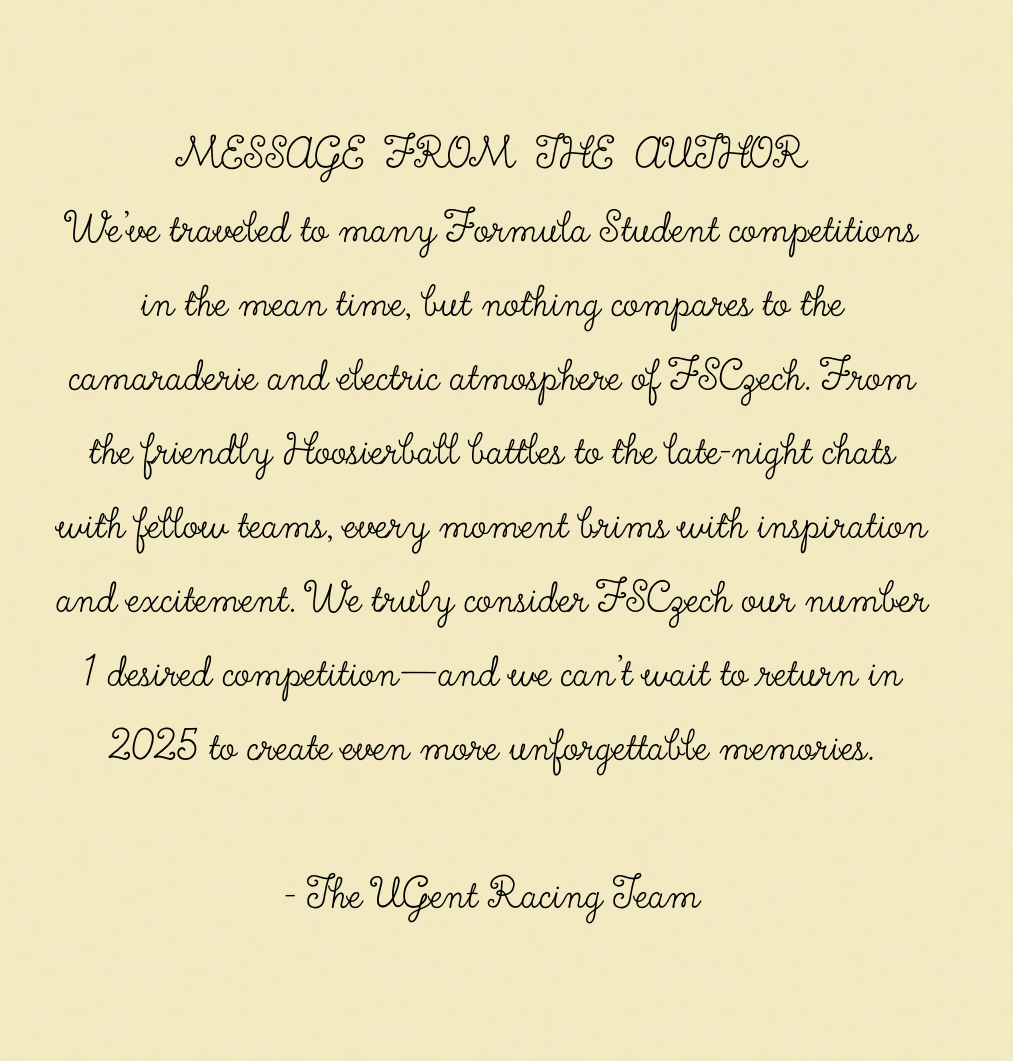 MESSAGE FROM THE AUTHOR
We've traveled to many Formula Student competitions
in the mean time, but nothing compares to the
camaraderie and electric atmosphere of FSCzech. From
the friendly Hoosierball battles to the late-night chats
with fellow teams, every moment brims with inspiration
and excitement. We truly consider FSCzech our number
1 desired competition—and we can't wait to return in
2025 to create even more unforgettable memories.
- The UGent Racing Team